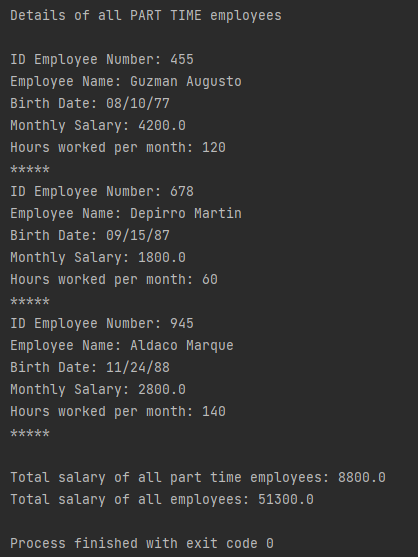 Details of all PART TIME employees
ID Employee Number: 455
Employee Name: Guzman Augusto
Birth Date: 08/10/77
Monthly Salary: 4200.0
Hours worked per month: 120
*****
ID Employee Number: 678
Employee Name: Depirro Martin
Birth Date: 09/15/87
Monthly Salary: 1800.0
Hours worked per month: 60
*****
ID Employee Number: 945
Employee Name: Aldaco Marque
Birth Date: 11/24/88
Monthly Salary: 2800.0
Hours worked per month: 140
*****
Total salary of all part time employees: 8800.0
Total salary of all employees: 51300.0
Process finished with exit code 0